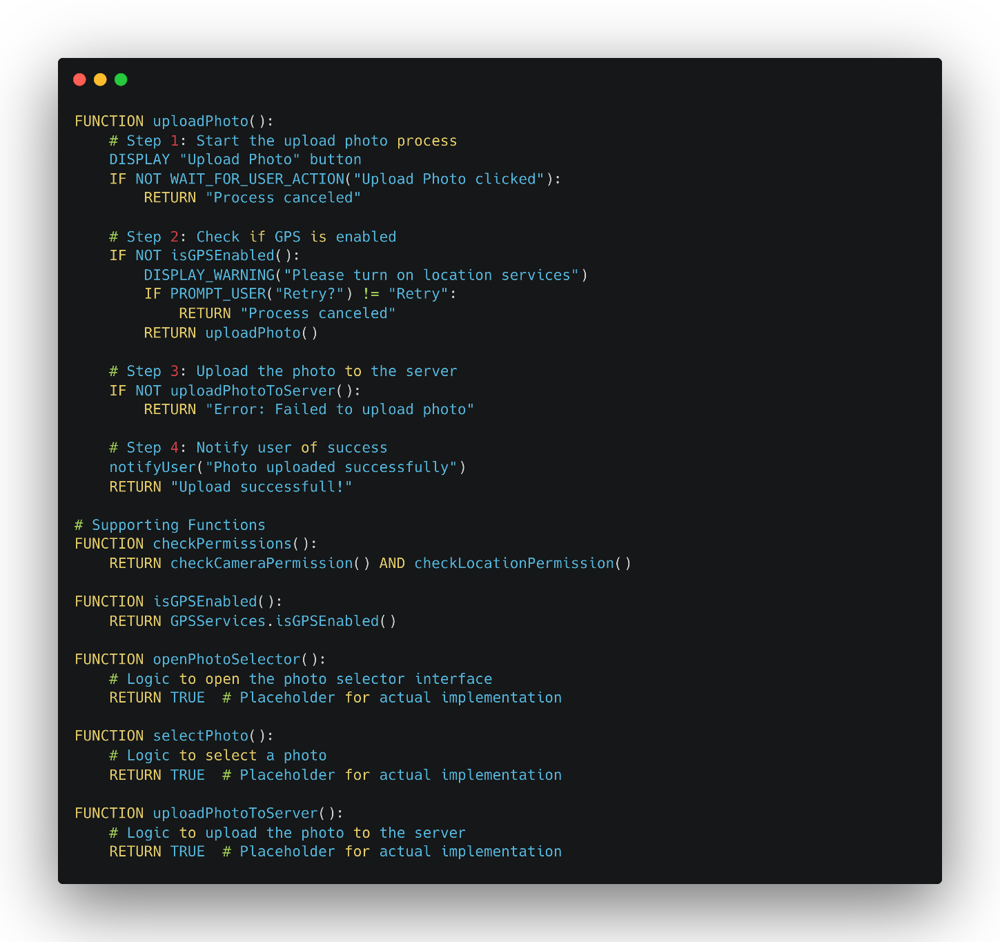 FUNCTION uploadPhoto():
    # Step 1: Start the upload photo process
    DISPLAY "Upload Photo" button
    IF NOT WAIT_FOR_USER_ACTION("Upload Photo clicked"):
        RETURN "Process canceled"

    # Step 2: Check if GPS is enabled
    IF NOT isGPSEnabled():
        DISPLAY_WARNING("Please turn on location services")
        IF PROMPT_USER("Retry?") != "Retry":
            RETURN "Process canceled"
        RETURN uploadPhoto()

    # Step 3: Upload the photo to the server
    IF NOT uploadPhotoToServer():
        RETURN "Error: Failed to upload photo"

    # Step 4: Notify user of success
    notifyUser("Photo uploaded successfully")
    RETURN "Upload successfull!"

# Supporting Functions
FUNCTION checkPermissions():
    RETURN checkCameraPermission() AND checkLocationPermission()

FUNCTION isGPSEnabled():
    RETURN GPSServices.isGPSEnabled()

FUNCTION openPhotoSelector():
    # Logic to open the photo selector interface
    RETURN TRUE  # Placeholder for actual implementation

FUNCTION selectPhoto():
    # Logic to select a photo
    RETURN TRUE  # Placeholder for actual implementation

FUNCTION uploadPhotoToServer():
    # Logic to upload the photo to the server
    RETURN TRUE  # Placeholder for actual implementation